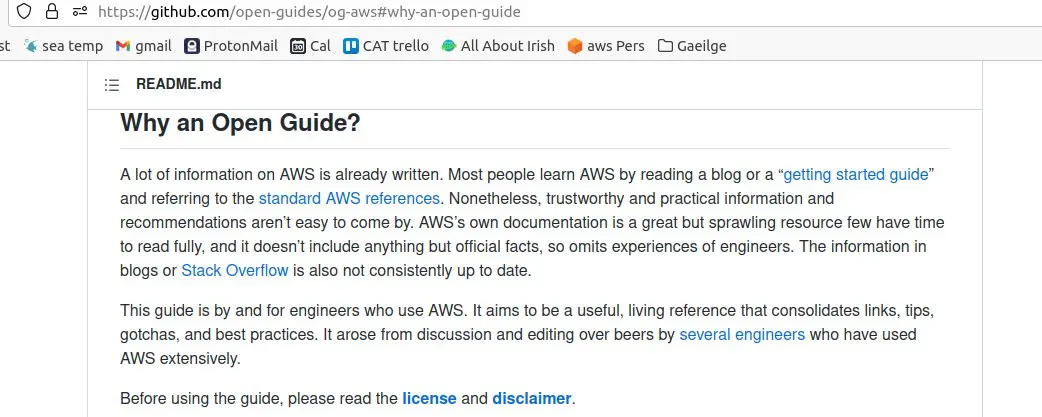 https://github.com/open-guides/og-aws#why-an-open-guide
st sea temp gmail ProtonMail Cal CAT trello All About Irish aws Pers Gaeilge
README.md
Why an Open Guide?
A lot of information on AWS is already written. Most people learn AWS by reading a blog or a “getting started guide”
and referring to the standard AWS references. Nonetheless, trustworthy and practical information and
recommendations aren’t easy to come by. AWS’s own documentation is a great but sprawling resource few have time
to read fully, and it doesn’t include anything but official facts, so omits experiences of engineers. The information in
blogs or Stack Overflow is also not consistently up to date.
This guide is by and for engineers who use AWS. It aims to be a useful, living reference that consolidates links, tips,
gotchas, and best practices. It arose from discussion and editing over beers by several engineers who have used
AWS extensively.
Before using the guide, please read the license and disclaimer.